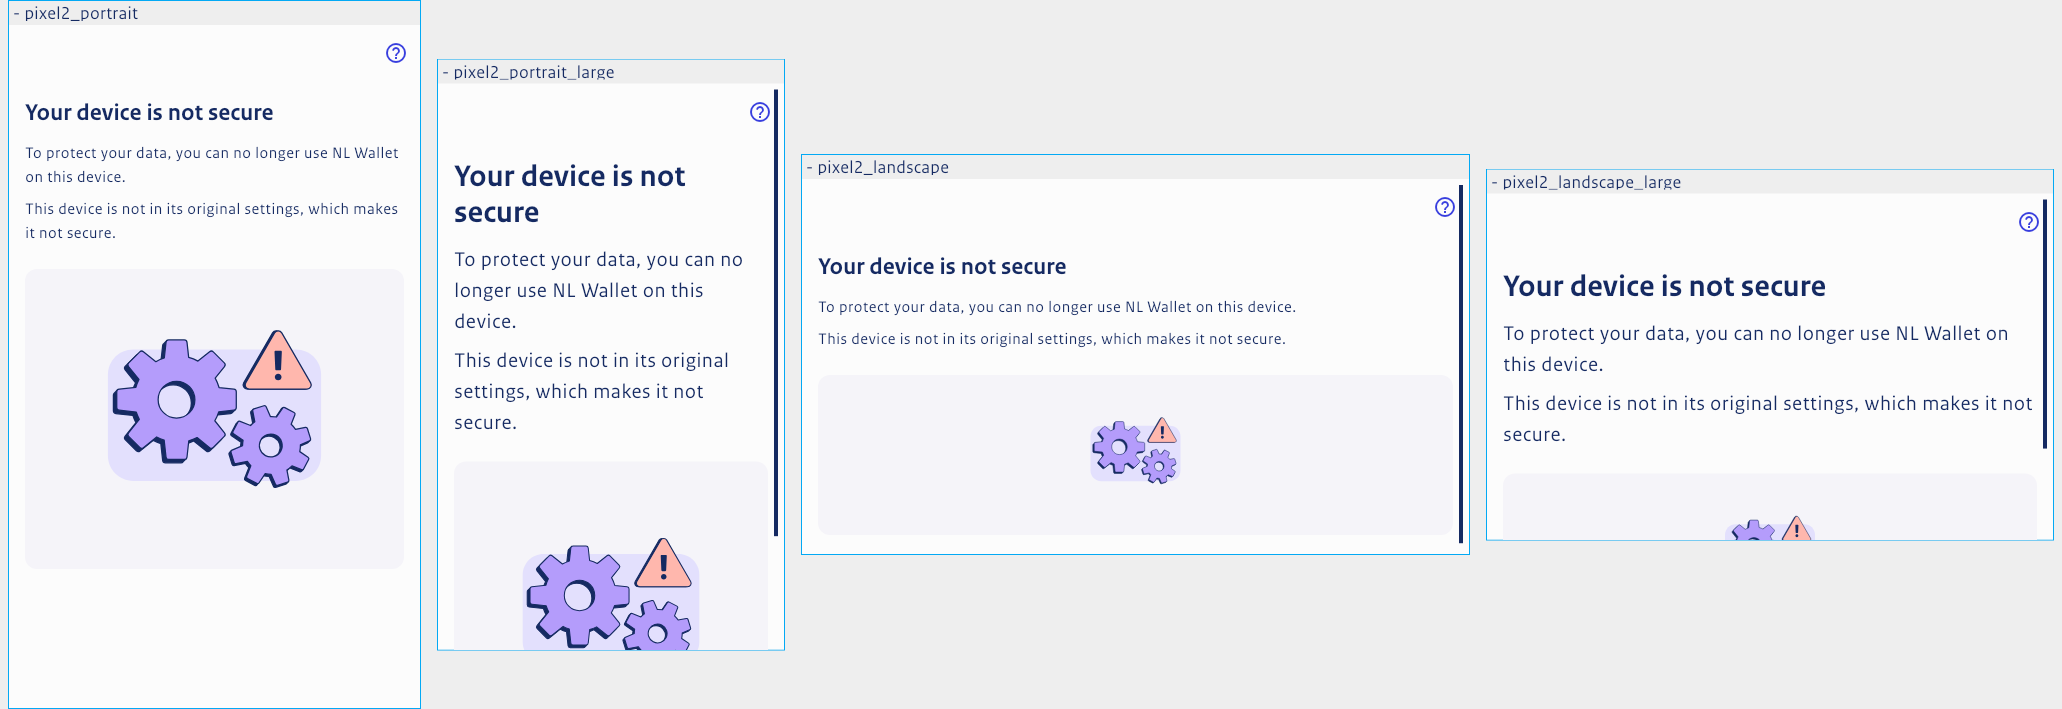 - pixel2_portrait
?
Your device is not secure
To protect your data, you can no longer use NL Wallet
on this device.
This device is not in its original settings, which makes
it not secure.
!
- pixel2_portrait_large
?
Your device is not
secure
To protect your data, you can no
longer use NL Wallet on this
device.
This device is not in its original
settings, which makes it not
secure.
!
- pixel2_landscape
?
Your device is not secure
To protect your data, you can no longer use NL Wallet on this device.
This device is not in its original settings, which makes it not secure.
!
- pixel2_landscape_large
?
Your device is not secure
To protect your data, you can no longer use NL Wallet on
this device.
This device is not in its original settings, which makes it not
secure.
!